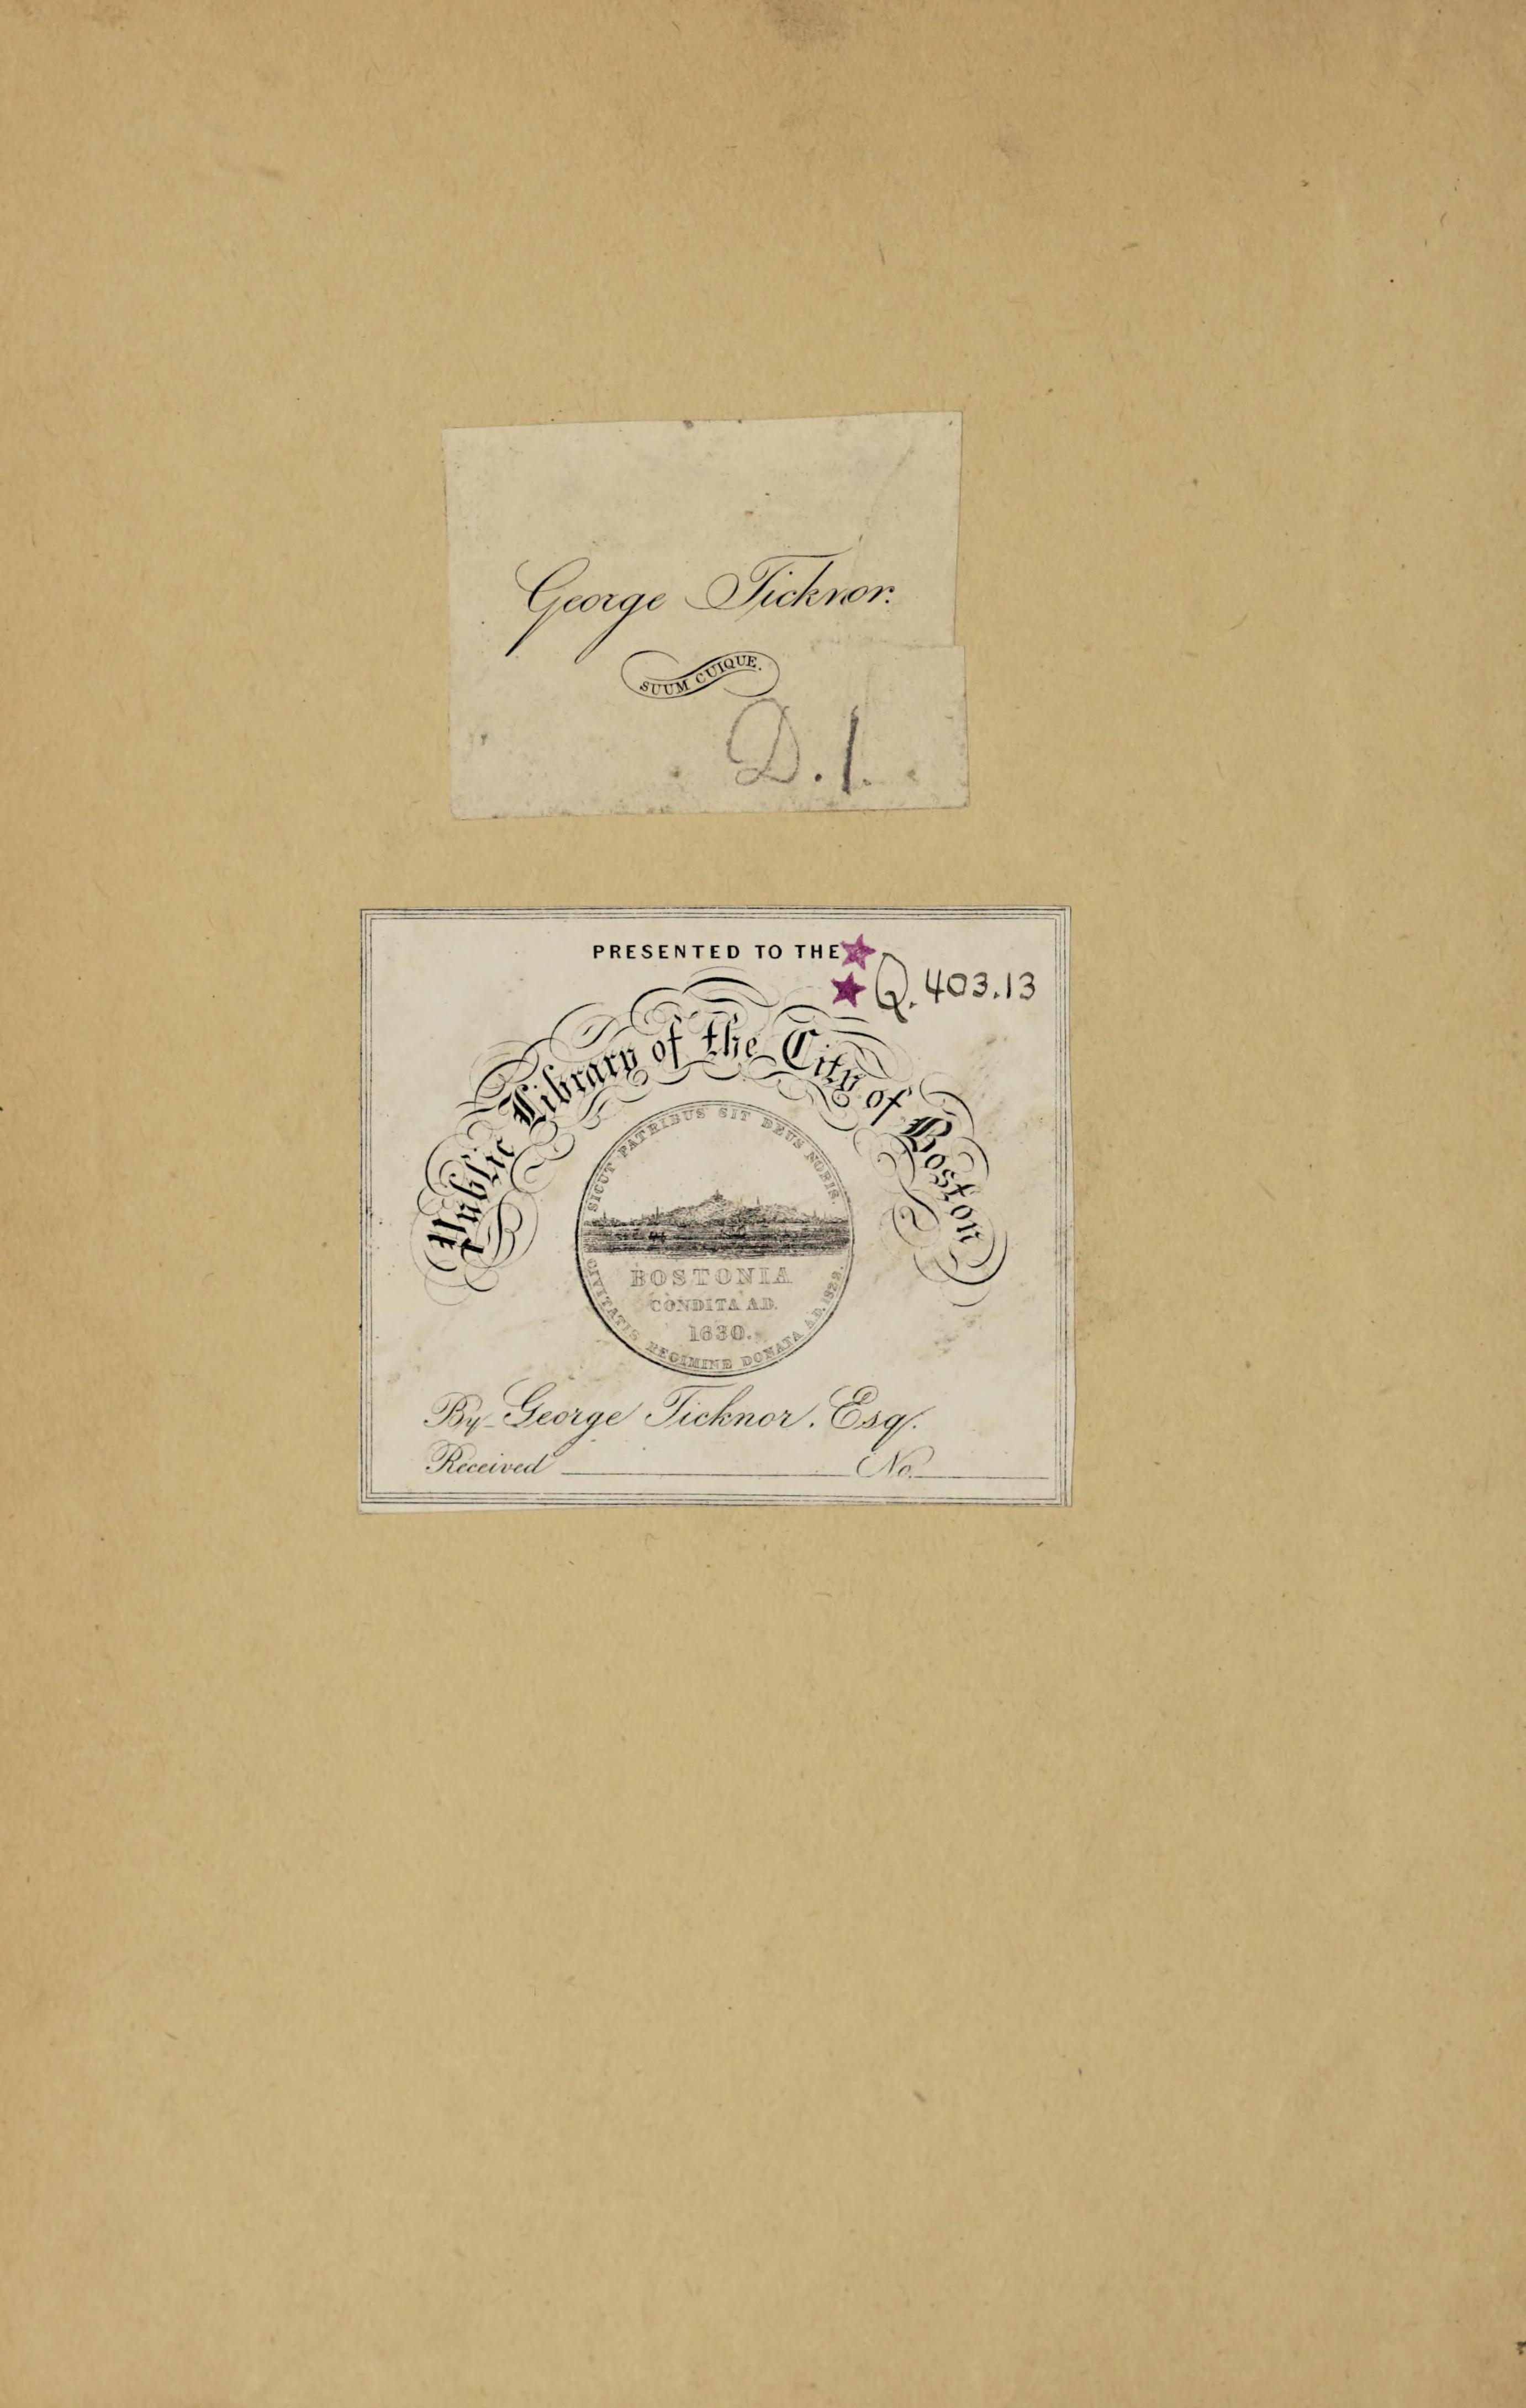 George Ticknor.
SUUM CUIQUE.
D. 1.
PRESENTED TO THE
Q. 403.13
Public Library of the City of Boston
SICUT PATRIBUS SIT DEUS NOBIS.
BOSTONIA
CONDITA A.D.
1630.
CIVITATIS REGIMINE DONATA A.D. 1822.
By George Ticknor. Esq.
Received No.